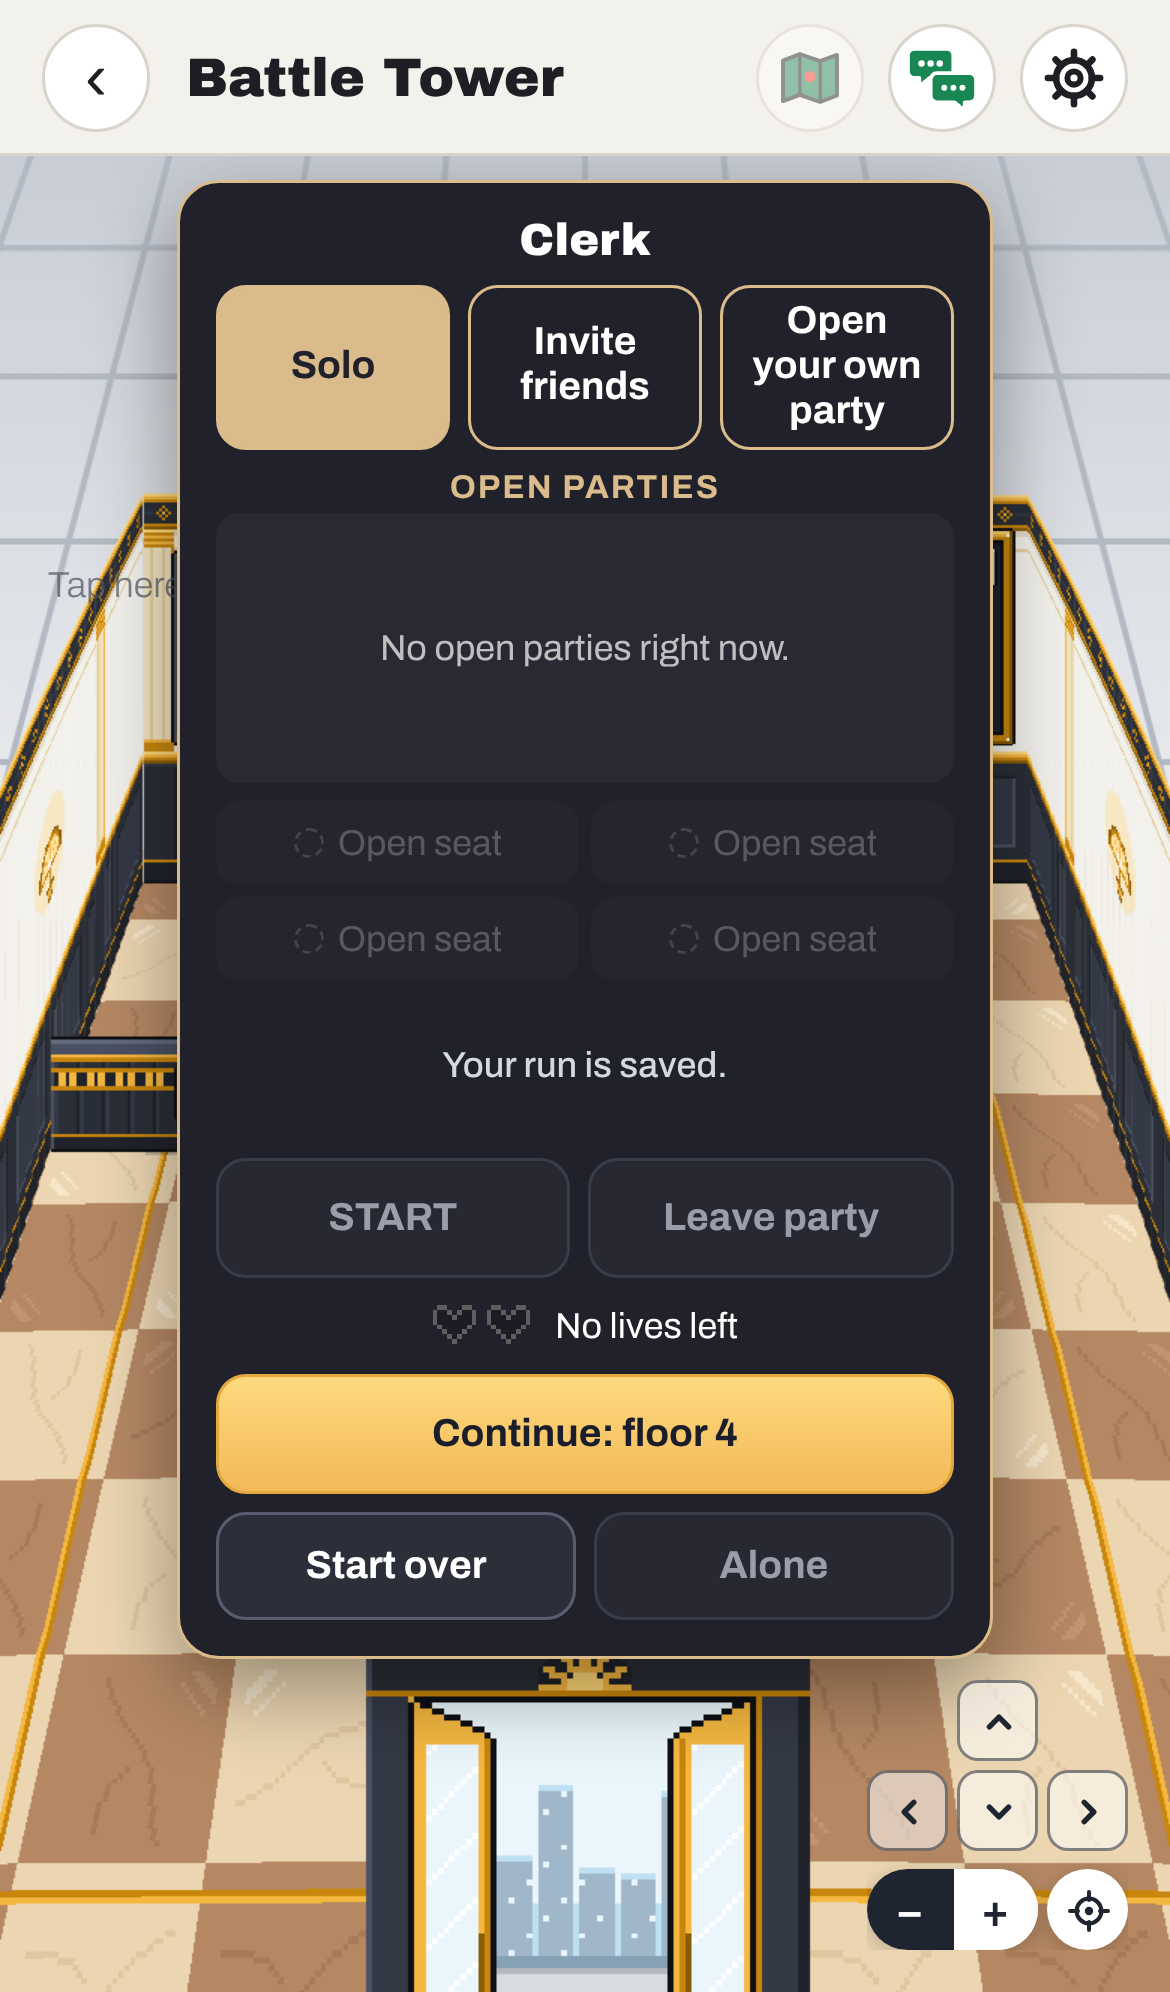 Battle Tower
Clerk
Solo
Invite
friends
Open
your own
party
OPEN PARTIES
Tap here
No open parties right now.
Open seat
Open seat
Open seat
Open seat
Your run is saved.
START
Leave party
No lives left
Continue: floor 4
Start over
Alone